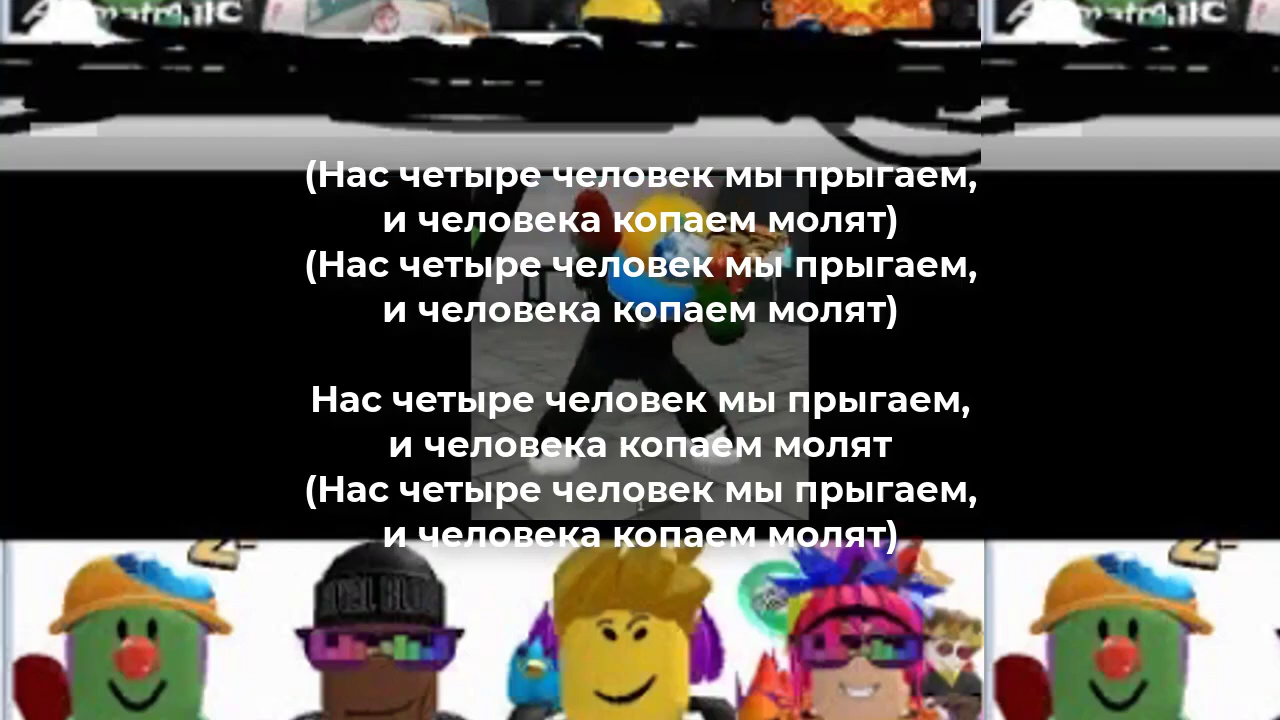 (Нас четыре человек мы прыгаем,
и человека копаем молят)
(Нас четыре человек мы прыгаем,
и человека копаем молят)
Нас четыре человек мы прыгаем,
и человека копаем молят
(Нас четыре человек мы прыгаем,
1
и человека копаем молят)